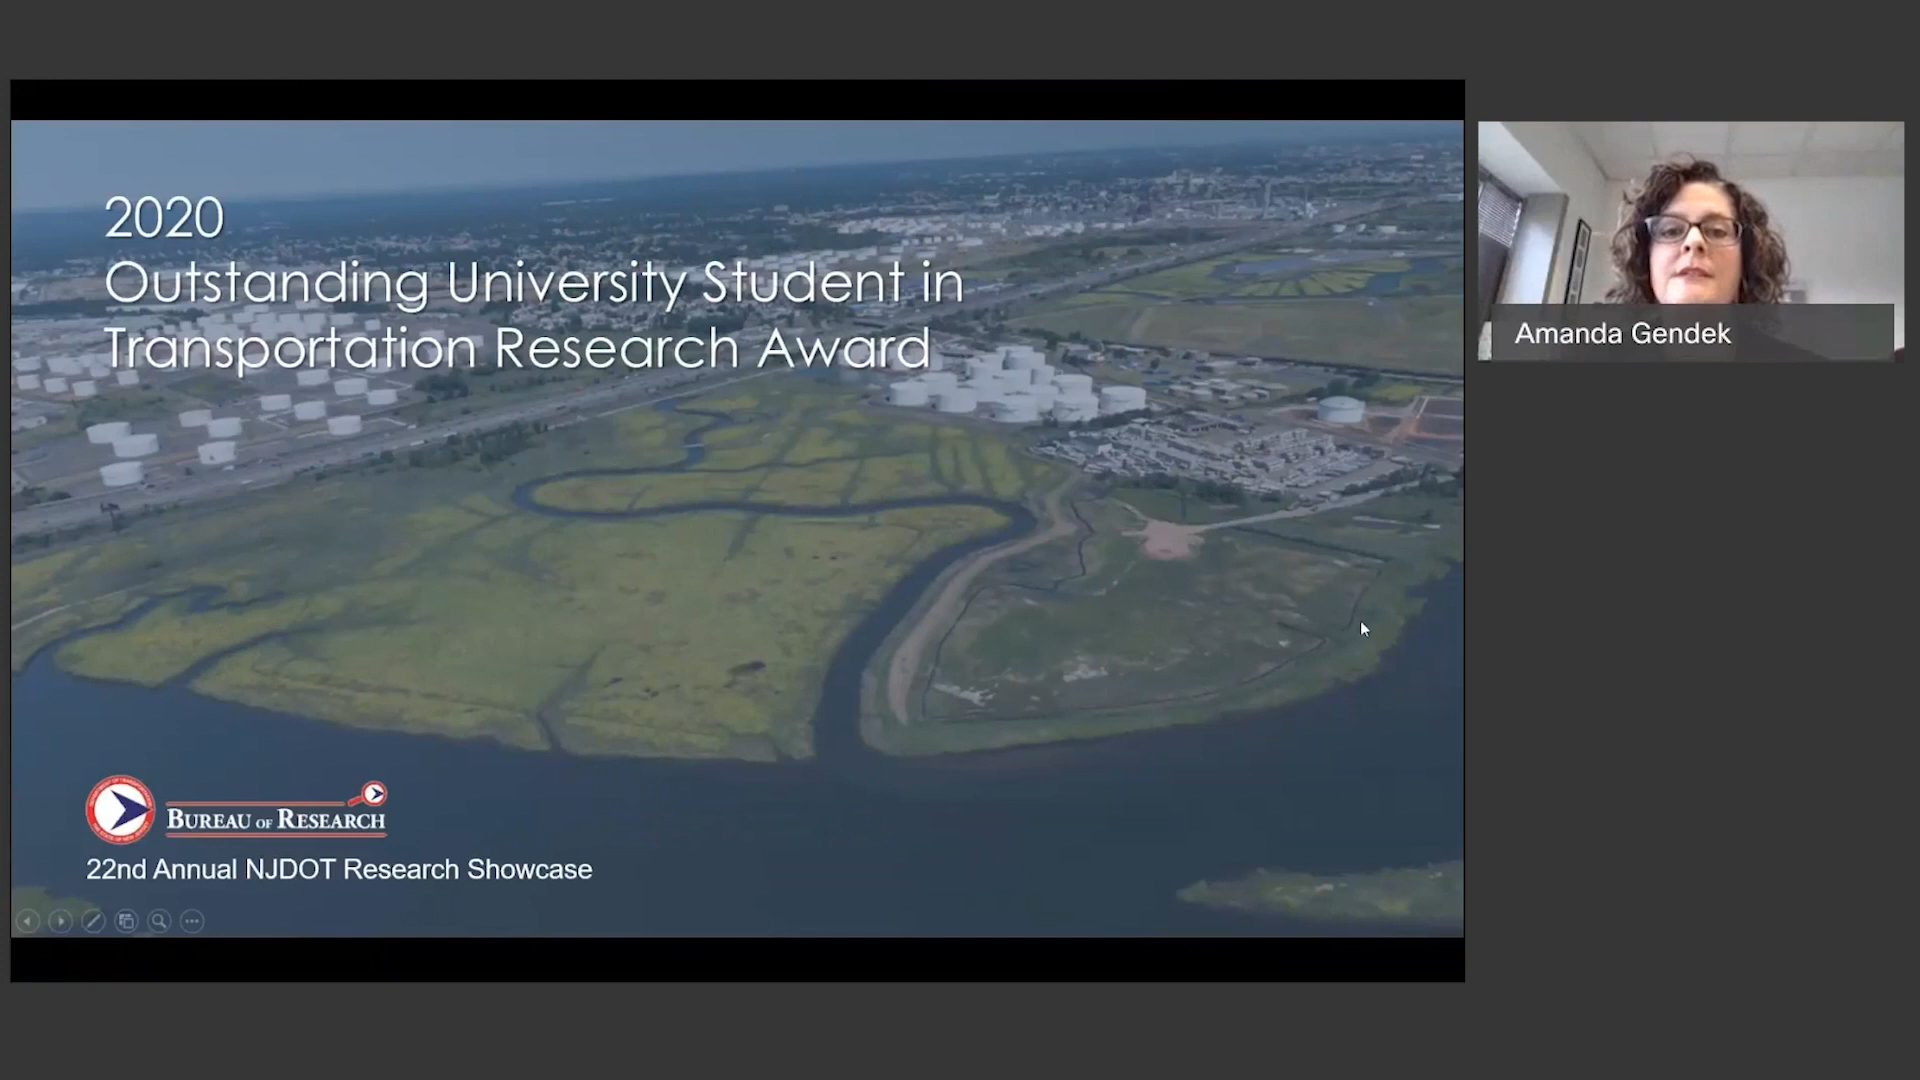 2020
Outstanding University Student in
Transportation Research Award
Amanda Gendek
BUREAU OF RESEARCH
22nd Annual NJDOT Research Showcase